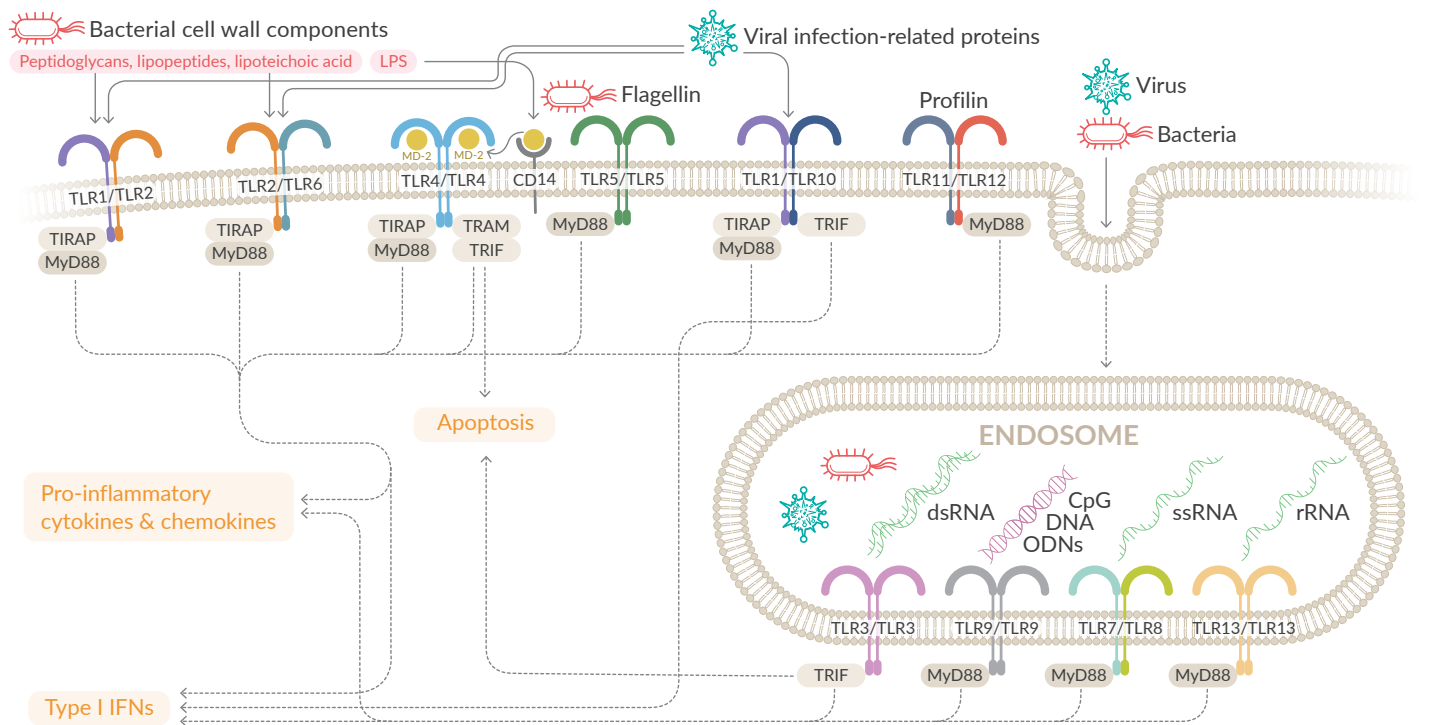 Bacterial cell wall components
Peptidoglycans, lipopeptides, lipoteichoic acid
LPS
Viral infection-related proteins
Flagellin
Profilin
Virus
Bacteria
MD-2
MD-2
TLR1/TLR2
TLR2/TLR6
TLR4/TLR4
CD14
TLR5/TLR5
TLR1/TLR10
TLR11/TLR12
TIRAP
MyD88
TIRAP
MyD88
TIRAP
MyD88
TRAM
TRIF
MyD88
TIRAP
MyD88
TRIF
MyD88
Apoptosis
Pro-inflammatory
cytokines & chemokines
Type I IFNs
ENDOSOME
dsRNA
CpG
DNA
ODNs
ssRNA
rRNA
TLR3/TLR3
TLR9/TLR9
TLR7/TLR8
TLR13/TLR13
TRIF
MyD88
MyD88
MyD88